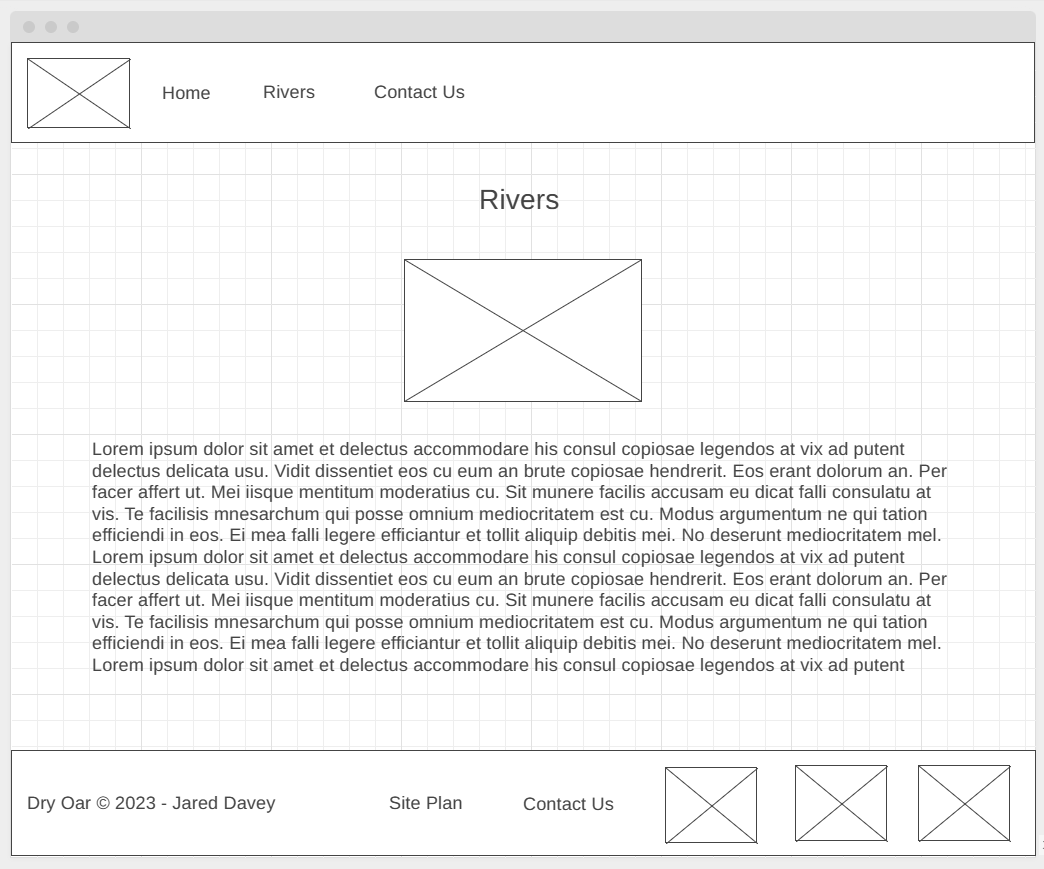 Home Rivers Contact Us
Rivers
Lorem ipsum dolor sit amet et delectus accommodare his consul copiosae legendos at vix ad putent
delectus delicata usu. Vidit dissentiet eos cu eum an brute copiosae hendrerit. Eos erant dolorum an. Per
facer affert ut. Mei iisque mentitum moderatius cu. Sit munere facilis accusam eu dicat falli consulatu at
vis. Te facilisis mnesarchum qui posse omnium mediocritatem est cu. Modus argumentum ne qui tation
efficiendi in eos. Ei mea falli legere efficiantur et tollit aliquip debitis mei. No deserunt mediocritatem mel.
Lorem ipsum dolor sit amet et delectus accommodare his consul copiosae legendos at vix ad putent
delectus delicata usu. Vidit dissentiet eos cu eum an brute copiosae hendrerit. Eos erant dolorum an. Per
facer affert ut. Mei iisque mentitum moderatius cu. Sit munere facilis accusam eu dicat falli consulatu at
vis. Te facilisis mnesarchum qui posse omnium mediocritatem est cu. Modus argumentum ne qui tation
efficiendi in eos. Ei mea falli legere efficiantur et tollit aliquip debitis mei. No deserunt mediocritatem mel.
Lorem ipsum dolor sit amet et delectus accommodare his consul copiosae legendos at vix ad putent
Dry Oar © 2023 - Jared Davey Site Plan Contact Us